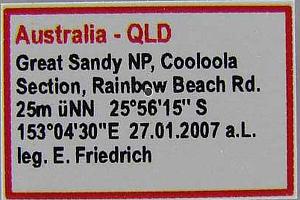 Australia - QLD
Great Sandy NP, Cooloola
Section, Rainbow Beach Rd.
25m üNN 25°56'15" S
153°04'30"E 27.01.2007 a.L.
leg. E. Friedrich